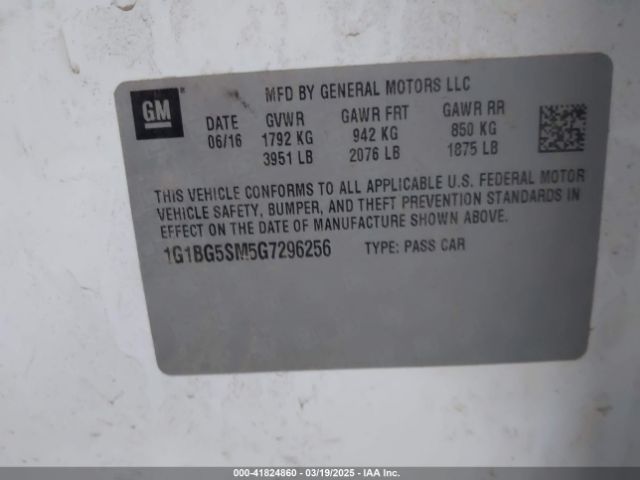 GM
MFD BY GENERAL MOTORS LLC
DATE GVWR GAWR FRT GAWR RR
06/16 1792 KG 942 KG 850 KG
3951 LB 2076 LB 1875 LB
THIS VEHICLE CONFORMS TO ALL APPLICABLE U.S. FEDERAL MOTOR
VEHICLE SAFETY, BUMPER, AND THEFT PREVENTION STANDARDS IN
EFFECT ON THE DATE OF MANUFACTURE SHOWN ABOVE.
1G1BG5SM5G7296256 TYPE: PASS CAR
000-41824860 - 03/19/2025 - IAA, Inc.